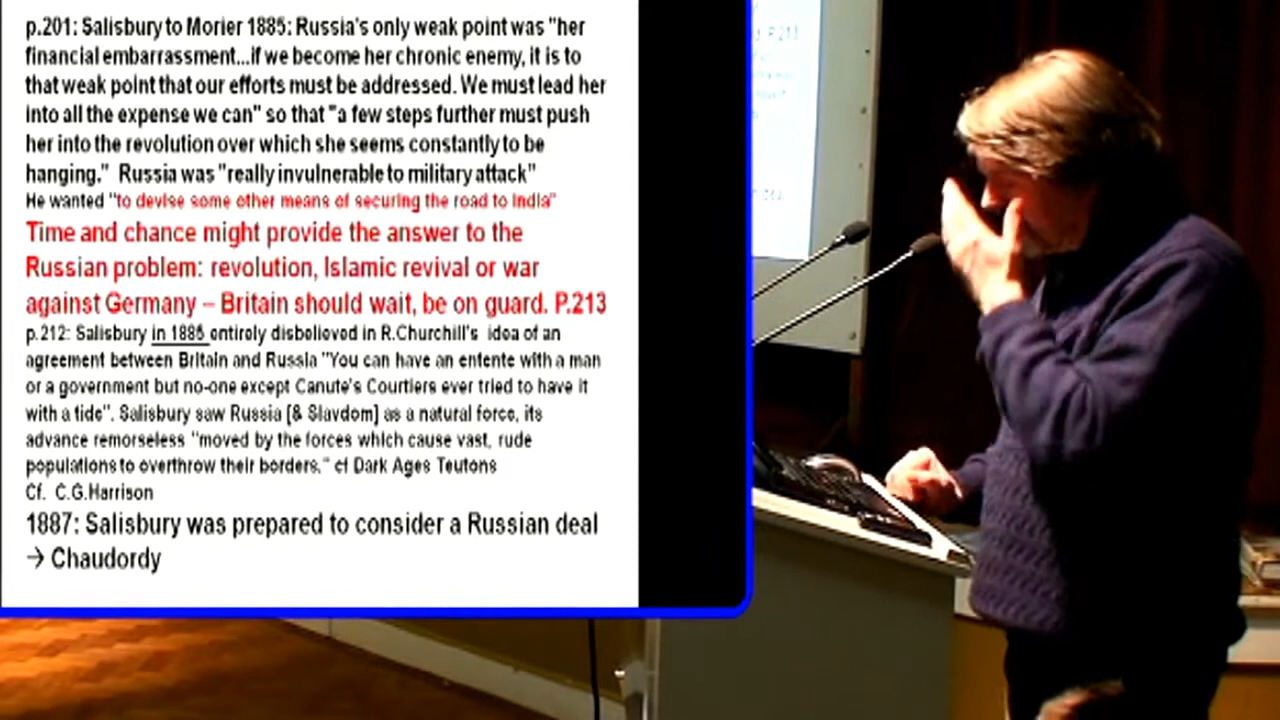 p.201: Salisbury to Morier 1885: Russia's only weak point was "her
financial embarrassment...if we become her chronic enemy, it is to
that weak point that our efforts must be addressed. We must lead her
into all the expense we can" so that "a few steps further must push
her into the revolution over which she seems constantly to be
hanging." Russia was "really invulnerable to military attack"
He wanted "to devise some other means of securing the road to India"
Time and chance might provide the answer to the
Russian problem: revolution, Islamic revival or war
against Germany – Britain should wait, be on guard. P.213
p.212: Salisbury in 1885 entirely disbelieved in R.Churchill's idea of an
agreement between Britain and Russia "You can have an entente with a man
or a government but no-one except Canute's Courtiers ever tried to have it
with a tide". Salisbury saw Russia [& Slavdom] as a natural force, its
advance remorseless "moved by the forces which cause vast, rude
populations to overthrow their borders." cf Dark Ages Teutons
Cf. C.G.Harrison
1887: Salisbury was prepared to consider a Russian deal
→ Chaudordy